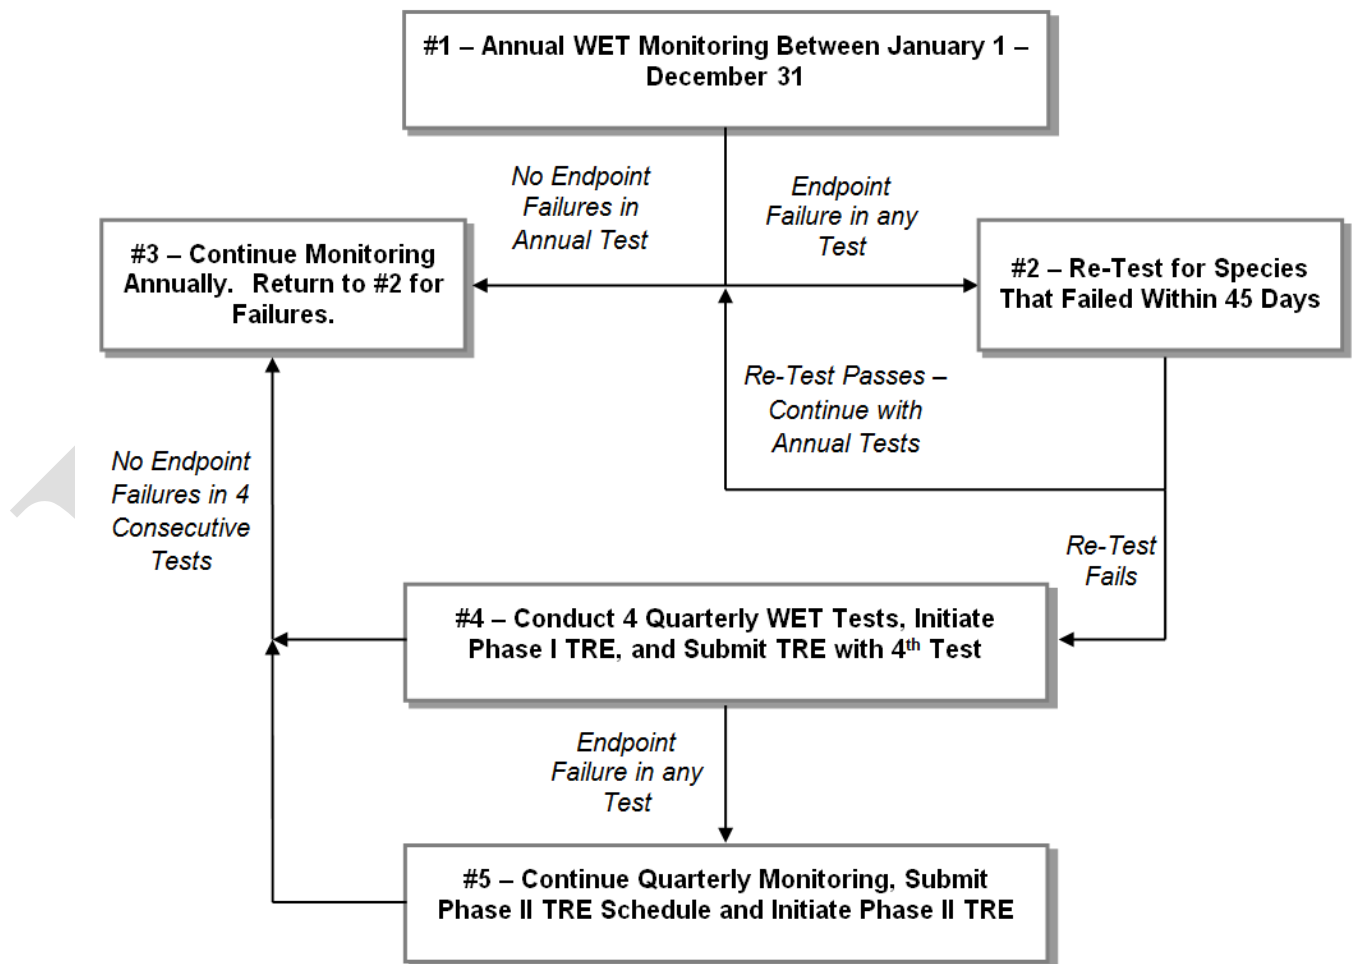 #1 – Annual WET Monitoring Between January 1 –
December 31
No Endpoint
Failures in
Annual Test
Endpoint
Failure in any
Test
#3 – Continue Monitoring
Annually.  Return to #2 for
Failures.
#2 – Re-Test for Species
That Failed Within 45 Days
Re-Test Passes –
Continue with
Annual Tests
No Endpoint
Failures in 4
Consecutive
Tests
Re-Test
Fails
#4 – Conduct 4 Quarterly WET Tests, Initiate
Phase I TRE, and Submit TRE with 4th Test
Endpoint
Failure in any
Test
#5 – Continue Quarterly Monitoring, Submit
Phase II TRE Schedule and Initiate Phase II TRE